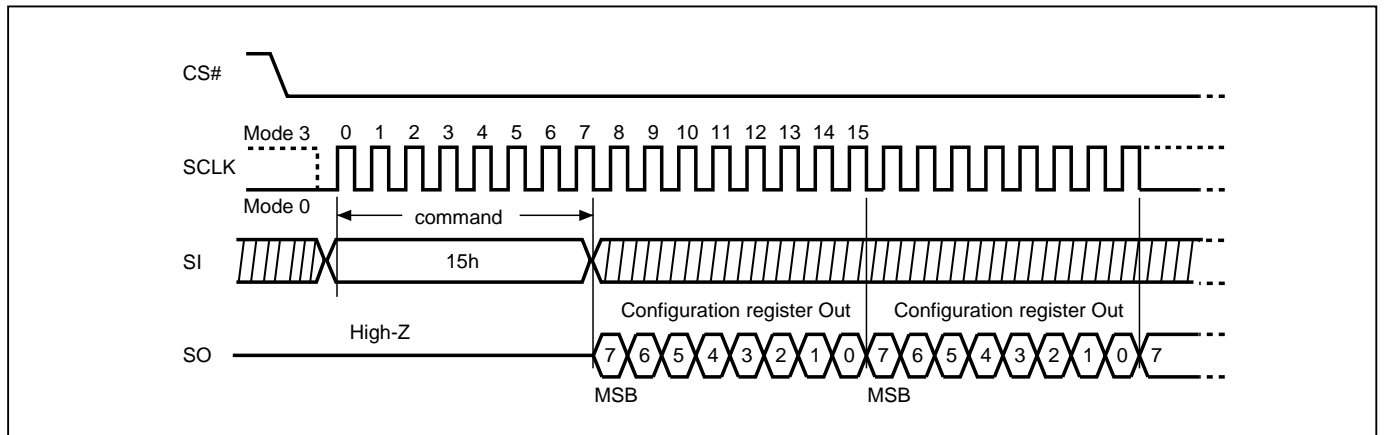 CS#
Mode 3 0 1 2 3 4 5 6 7 8 9 10 11 12 13 14 15
SCLK
Mode 0
command
SI 15h
Configuration register Out Configuration register Out
High-Z
SO 7 6 5 4 3 2 1 0 7 6 5 4 3 2 1 0 7
MSB MSB